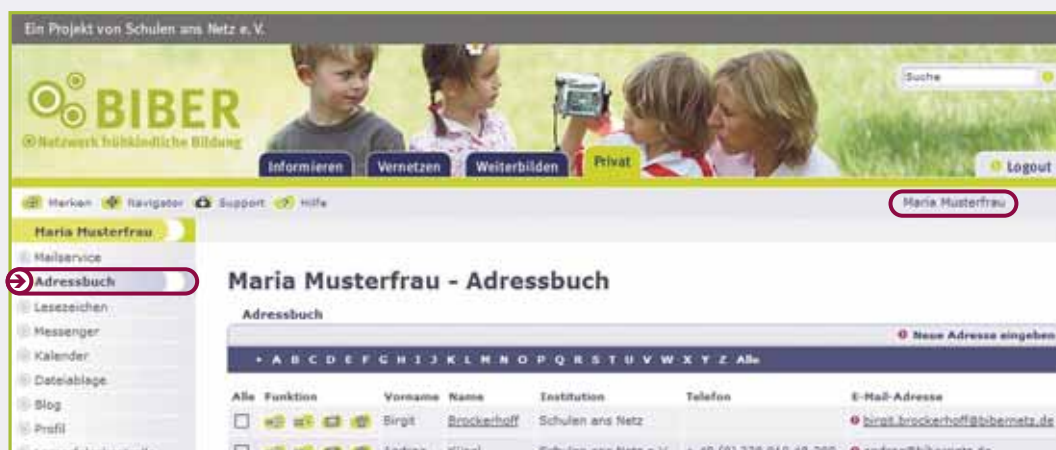 Ein Projekt von Schulen ans Netz e. V.
BIBER
Netzwerk frühkindliche Bildung
Suche
Informieren Vernetzen Weiterbilden Privat Logout
Merken Navigator Support Hilfe Maria Musterfrau
Maria Musterfrau
Mailservice
Adressbuch
Lesezeichen
Messenger
Kalender
Dateiablage
Blog
Profil
Maria Musterfrau - Adressbuch
Adressbuch
Neue Adresse eingeben
A B C D E F G H I J K L M N O P Q R S T U V W X Y Z Alle
Alle Funktion Vorname Name Institution Telefon E-Mail-Adresse
Birgit Brockerhoff Schulen ans Netz birgit.brockerhoff@bibernetz.de
Schulen ans Netz e.V.